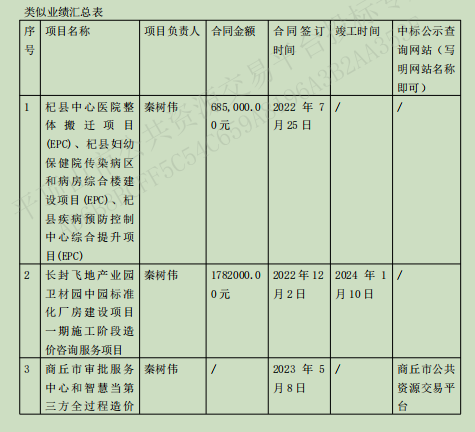 类似业绩汇总表
序号 项目名称 项目负责人 合同金额 合同签订时间 竣工时间 中标公示查询网站（写明网站名称即可）
1 杞县中心医院整体搬迁项目(EPC)、杞县妇幼保健院传染病区和病房综合楼建设项目(EPC)、杞县疾病预防控制中心综合提升项目(EPC) 秦树伟 685,000.00元 2022 年 7月25日 / /
2 长封飞地产业园卫材园中园标准化厂房建设项目一期施工阶段造价咨询服务项目 秦树伟 1782000.00元 2022年12月2日 2024 年 1月10日 /
3 商丘市审批服务中心和智慧当第三方全过程造价 秦树伟 / 2023 年 5月8日 / 商丘市公共资源交易平台